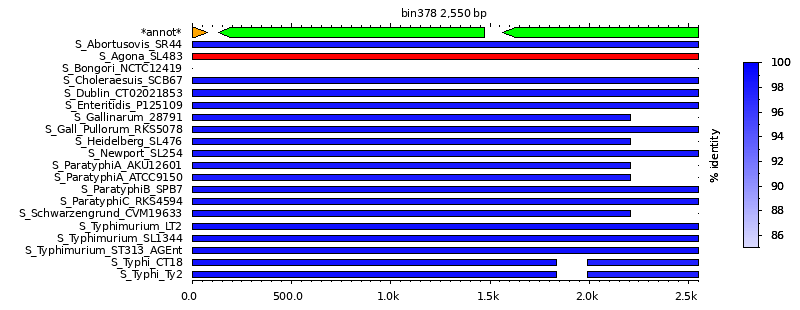 bin378 2,550 bp
*annot*
S_Abortusovis_SR44
S_Agona_SL483
S_Bongori_NCTC12419
S_Choleraesuis_SCB67
S_Dublin_CT02021853
S_Enteritidis_P125109
S_Gallinarum_28791
S_Gall_Pullorum_RKS5078
S_Heidelberg_SL476
S_Newport_SL254
S_ParatyphiA_AKU12601
S_ParatyphiA_ATCC9150
S_ParatyphiB_SPB7
S_ParatyphiC_RKS4594
S_Schwarzengrund_CVM19633
S_Typhimurium_LT2
S_Typhimurium_SL1344
S_Typhimurium_ST313_AGEnt
S_Typhi_CT18
S_Typhi_Ty2
0.0 500.0 1.0k 1.5k 2.0k 2.5k
% identity
100
98
96
94
92
90
88
86